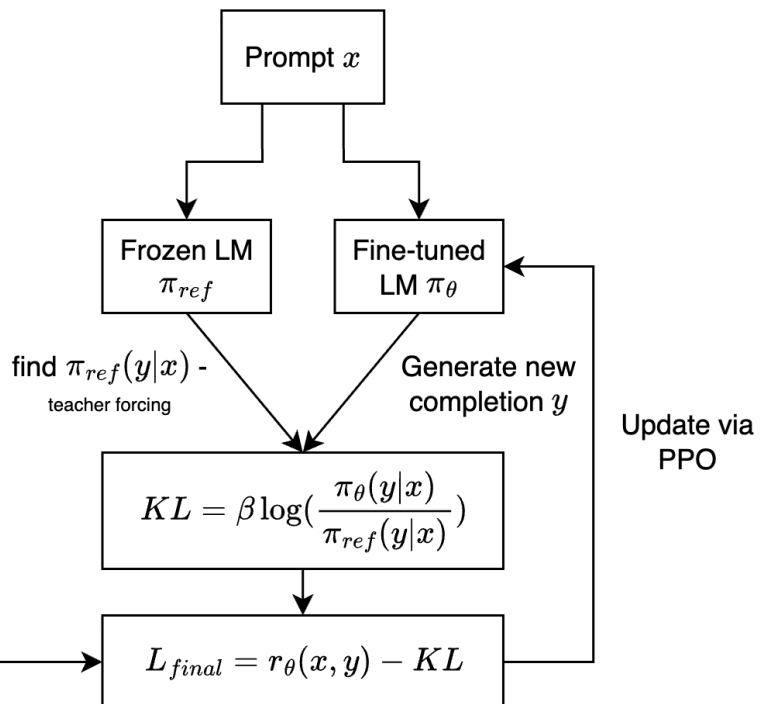 Prompt x
Frozen LM
π_ref
Fine-tuned
LM π_θ
find π_ref(y|x) -
teacher forcing
Generate new
completion y
Update via
PPO
KL = β log(π_θ(y|x) / π_ref(y|x))
L_final = r_θ(x, y) − KL